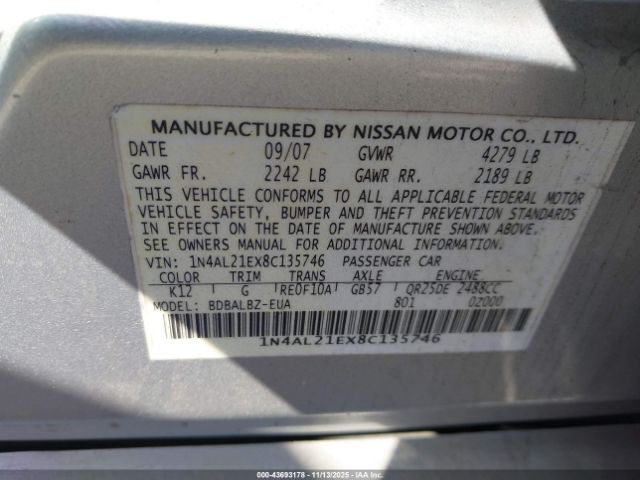 MANUFACTURED BY NISSAN MOTOR CO., LTD.
DATE 09/07 GVWR 4279 LB
GAWR FR. 2242 LB GAWR RR. 2189 LB
THIS VEHICLE CONFORMS TO ALL APPLICABLE FEDERAL MOTOR
VEHICLE SAFETY, BUMPER AND THEFT PREVENTION STANDARDS
IN EFFECT ON THE DATE OF MANUFACTURE SHOWN ABOVE.
SEE OWNERS MANUAL FOR ADDITIONAL INFORMATION.
VIN: 1N4AL21EX8C135746 PASSENGER CAR
COLOR TRIM TRANS AXLE ENGINE
K12 G RE0F10A GB57 QR25DE 2488CC
MODEL: BDBALBZ-EUA 801 0Z000
1N4AL21EX8C135746
000-43693178 | 11/13/2025 - IAAI.COM